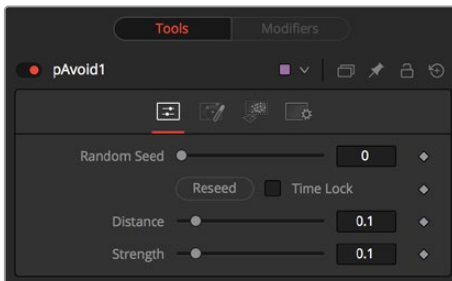 Tools Modifiers
pAvoid1
Random Seed 0
Reseed Time Lock
Distance 0.1
Strength 0.1